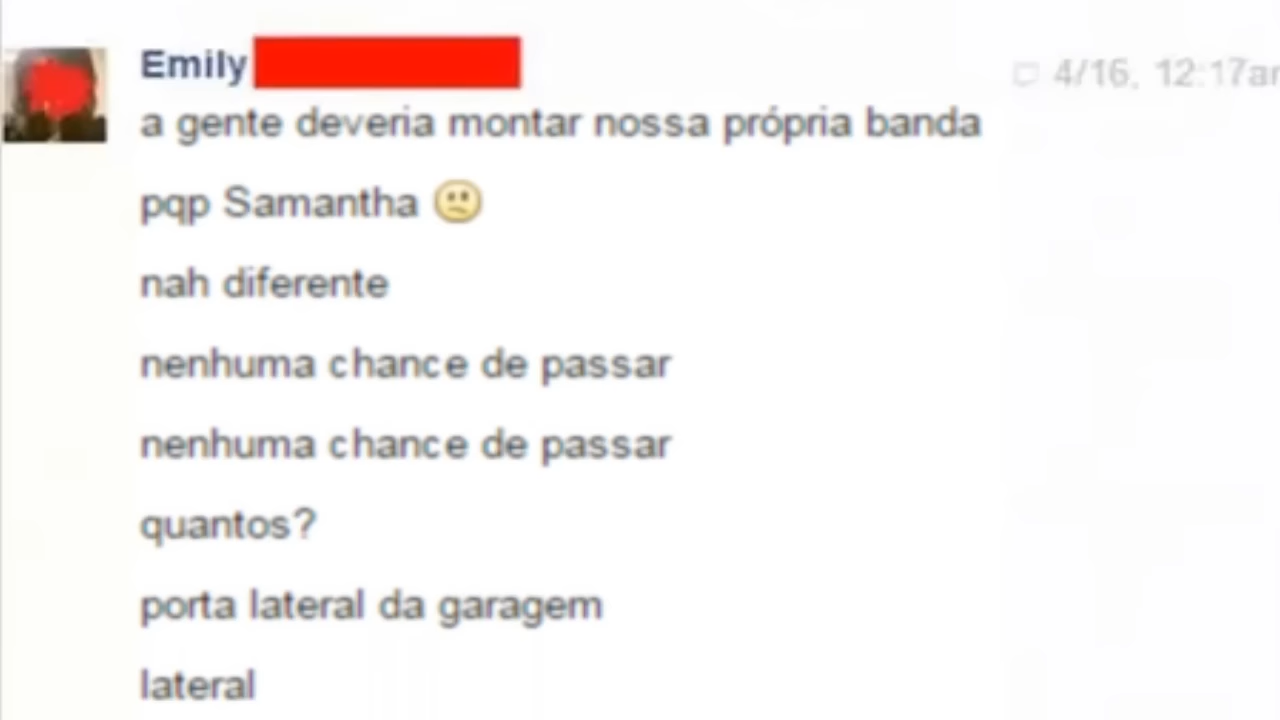 Emily
4/16, 12:17a
a gente deveria montar nossa própria banda
pqp Samantha
nah diferente
nenhuma chance de passar
nenhuma chance de passar
quantos?
porta lateral da garagem
lateral